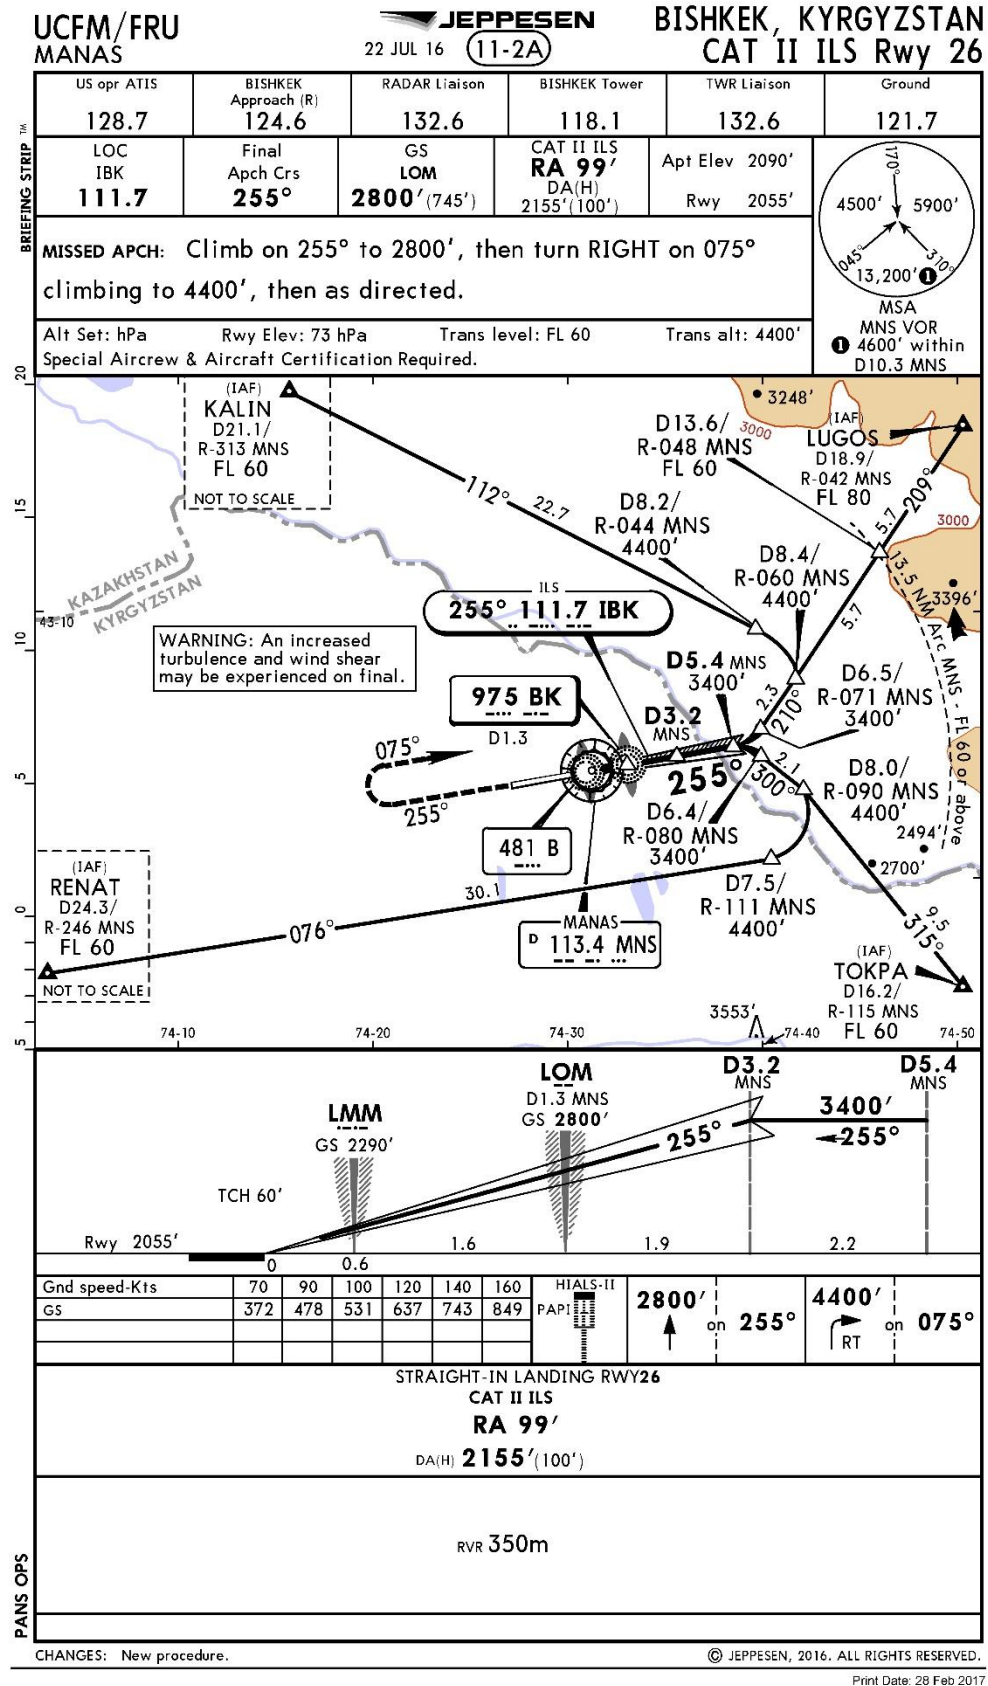 UCFM/FRU
MANAS
JEPPESEN
22 JUL 16
11-2A
BISHKEK, KYRGYZSTAN
CAT II ILS Rwy 26
BRIEFING STRIP TM
US opr ATIS
128.7
BISHKEK
Approach (R)
124.6
RADAR Liaison
132.6
BISHKEK Tower
118.1
TWR Liaison
132.6
Ground
121.7
LOC
IBK
111.7
Final
Apch Crs
255°
GS
LOM
2800' (745')
CAT II ILS
RA 99'
DA(H)
2155'(100')
Apt Elev 2090'
Rwy 2055'
MISSED APCH: Climb on 255° to 2800', then turn RIGHT on 075°
climbing to 4400', then as directed.
Alt Set: hPa Rwy Elev: 73 hPa Trans level: FL 60 Trans alt: 4400'
Special Aircrew & Aircraft Certification Required.
170°
4500' 5900'
045° 310°
13,200' 1
MSA
MNS VOR
1 4600' within
D10.3 MNS
20
15
10
5
0
5
(IAF)
KALIN
D21.1/
R-313 MNS
FL 60
NOT TO SCALE
112°
22.7
3248'
3000
D13.6/
R-048 MNS
FL 60
(IAF)
LUGOS
D18.9/
R-042 MNS
FL 80
209°
5.7
3000
D8.2/
R-044 MNS
4400'
D8.4/
R-060 MNS
4400'
5.7
13.5 NM Arc MNS - FL 60 or above
3396'
KAZAKHSTAN
KYRGYZSTAN
43-10
WARNING: An increased
turbulence and wind shear
may be experienced on final.
ILS
255° 111.7 IBK
975 BK
D1.3
D5.4 MNS
3400'
D3.2
MNS
2.3
210°
D6.5/
R-071 MNS
3400'
075°
255°
255°
2.1
300°
D8.0/
R-090 MNS
4400'
2494'
2700'
D6.4/
R-080 MNS
3400'
481 B
D7.5/
R-111 MNS
4400'
MANAS
D 113.4 MNS
30.1
076°
(IAF)
RENAT
D24.3/
R-246 MNS
FL 60
NOT TO SCALE
9.5
315°
(IAF)
TOKPA
D16.2/
R-115 MNS
FL 60
3553'
74-10
74-20
74-30
74-40
74-50
LMM
GS 2290'
LOM
D1.3 MNS
GS 2800'
D3.2
MNS
D5.4
MNS
3400'
255°
255°
TCH 60'
Rwy 2055'
0
0.6
1.6
1.9
2.2
Gnd speed-Kts 70 90 100 120 140 160
GS 372 478 531 637 743 849
HIALS-II
PAPI
2800' on 255°
4400' RT on 075°
STRAIGHT-IN LANDING RWY26
CAT II ILS
RA 99'
DA(H) 2155'(100')
RVR 350m
PANS OPS
CHANGES: New procedure.
© JEPPESEN, 2016. ALL RIGHTS RESERVED.
Print Date: 28 Feb 2017